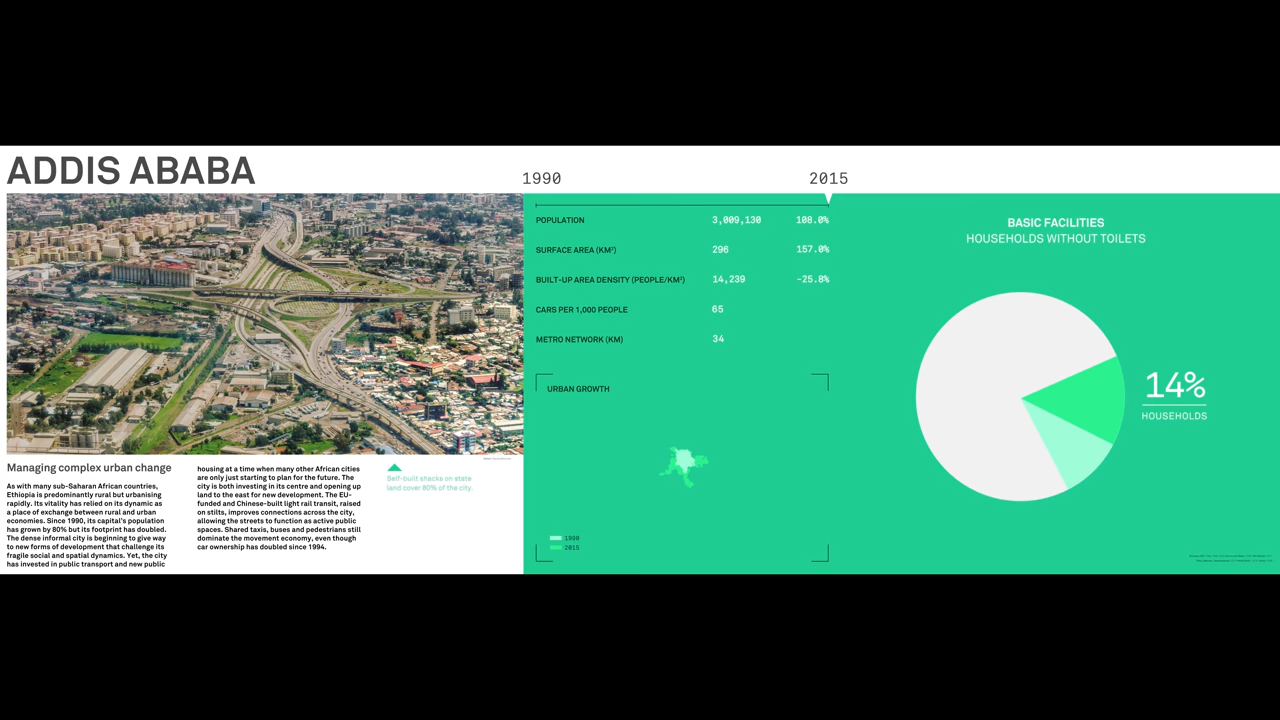 ADDIS ABABA
1990
2015
POPULATION 3,009,130 108.0%
SURFACE AREA (KM²) 296 157.0%
BUILT-UP AREA DENSITY (PEOPLE/KM²) 14,239 -25.8%
CARS PER 1,000 PEOPLE 65
METRO NETWORK (KM) 34
URBAN GROWTH
1990
2015
BASIC FACILITIES
HOUSEHOLDS WITHOUT TOILETS
14%
HOUSEHOLDS
Managing complex urban change
As with many sub-Saharan African countries,
Ethiopia is predominantly rural but urbanising
rapidly. Its vitality has relied on its dynamic as
a place of exchange between rural and urban
economies. Since 1990, its capital's population
has grown by 80% but its footprint has doubled.
The dense informal city is beginning to give way
to new forms of development that challenge its
fragile social and spatial dynamics. Yet, the city
has invested in public transport and new public
housing at a time when many other African cities
are only just starting to plan for the future. The
city is both investing in its centre and opening up
land to the east for new development. The EU-
funded and Chinese-built light rail transit, raised
on stilts, improves connections across the city,
allowing the streets to function as active public
spaces. Shared taxis, buses and pedestrians still
dominate the movement economy, even though
car ownership has doubled since 1994.
Self-built shacks on state
land cover 80% of the city.